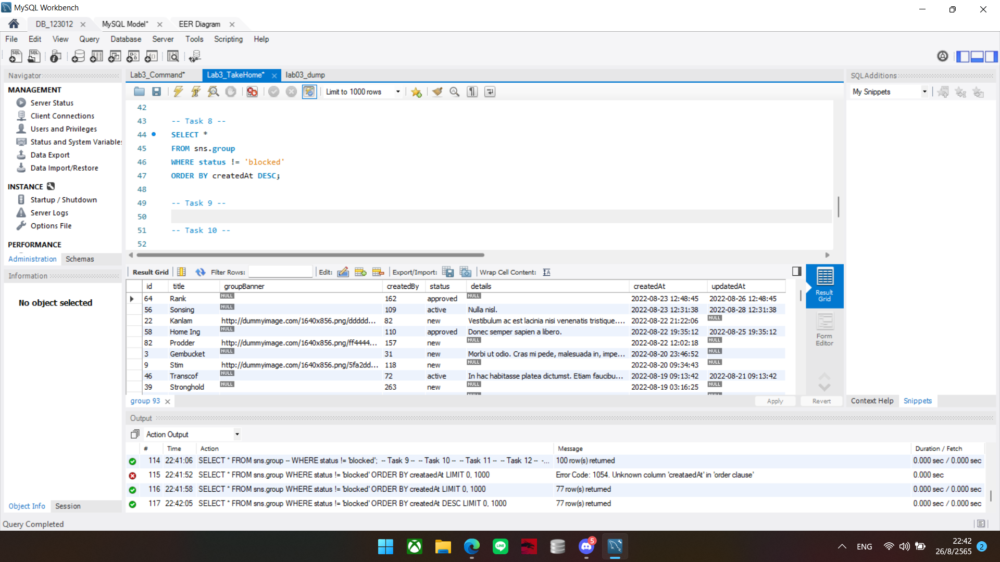 MySQL Workbench
DB_123012
MySQL Model*
EER Diagram
File Edit View Query Database Server Tools Scripting Help
Navigator
MANAGEMENT
Server Status
Client Connections
Users and Privileges
Status and System Variables
Data Export
Data Import/Restore
INSTANCE
Startup / Shutdown
Server Logs
Options File
PERFORMANCE
Administration Schemas
Information
No object selected
Object Info Session
Query Completed
Lab3_Command* Lab3_TakeHome* lab03_dump
Limit to 1000 rows
42
43 -- Task 8 --
44 SELECT *
45 FROM sns.group
46 WHERE status != 'blocked'
47 ORDER BY createdAt DESC;
48
49 -- Task 9 --
50
51 -- Task 10 --
52
Result Grid Filter Rows: Edit: Export/Import: Wrap Cell Content:
id title groupBanner createdBy status details createdAt updatedAt
64 Rank NULL 162 approved NULL 2022-08-23 12:48:45 2022-08-26 12:48:45
56 Sonsing NULL 109 active Nulla nisl. 2022-08-23 12:31:38 2022-08-28 12:31:38
22 Kanlam http://dummyimage.com/1640x856.png/ddddd... 82 new Vestibulum ac est lacinia nisi venenatis tristique.... 2022-08-22 21:22:06 NULL
58 Home Ing NULL 110 approved Donec semper sapien a libero. 2022-08-22 19:35:12 2022-08-25 19:35:12
82 Prodder http://dummyimage.com/1640x856.png/ff4444... 157 new NULL 2022-08-22 12:02:18 NULL
3 Gembucket NULL 31 new Morbi ut odio. Cras mi pede, malesuada in, impe... 2022-08-20 23:46:52 NULL
9 Stim http://dummyimage.com/1640x856.png/5fa2dd... 118 new NULL 2022-08-20 09:34:43 NULL
46 Transcof NULL 72 active In hac habitasse platea dictumst. Etiam faucibu... 2022-08-19 09:13:42 2022-08-21 09:13:42
39 Stronghold NULL 263 new NULL 2022-08-19 03:16:25 NULL
group 93
Apply Revert
Result Grid
Form Editor
SQLAdditions
My Snippets
Context Help Snippets
Output
Action Output
# Time Action Message Duration / Fetch
114 22:41:06 SELECT * FROM sns.group -- WHERE status != 'blocked'; -- Task 9 -- -- Task 10 -- -- Task 11 -- -- Task 12 -- -... 100 row(s) returned 0.000 sec / 0.000 sec
115 22:41:52 SELECT * FROM sns.group WHERE status != 'blocked' ORDER BY creataedAt LIMIT 0, 1000 Error Code: 1054. Unknown column 'creataedAt' in 'order clause' 0.000 sec
116 22:41:58 SELECT * FROM sns.group WHERE status != 'blocked' ORDER BY createdAt LIMIT 0, 1000 77 row(s) returned 0.000 sec / 0.000 sec
117 22:42:05 SELECT * FROM sns.group WHERE status != 'blocked' ORDER BY createdAt DESC LIMIT 0, 1000 77 row(s) returned 0.000 sec / 0.000 sec
LINE
5
ENG
22:42
26/8/2565
2